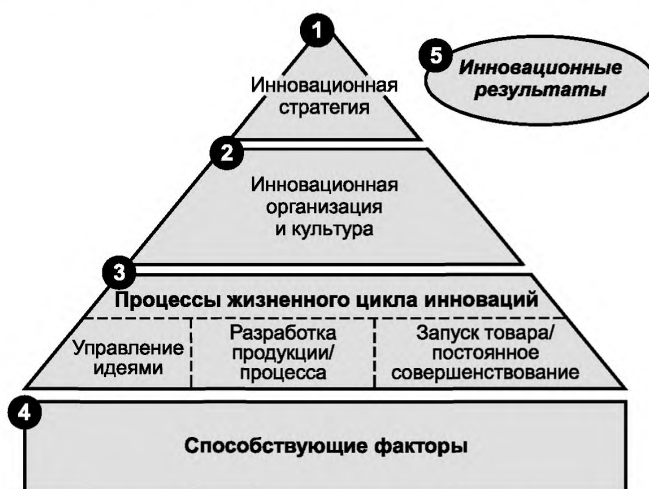 1
Инновационная
стратегия
5
Инновационные
результаты
2
Инновационная
организация
и культура
3
Процессы жизненного цикла инноваций
Управление
идеями
Разработка
продукции/
процесса
Запуск товара/
постоянное
совершенствование
4
Способствующие факторы